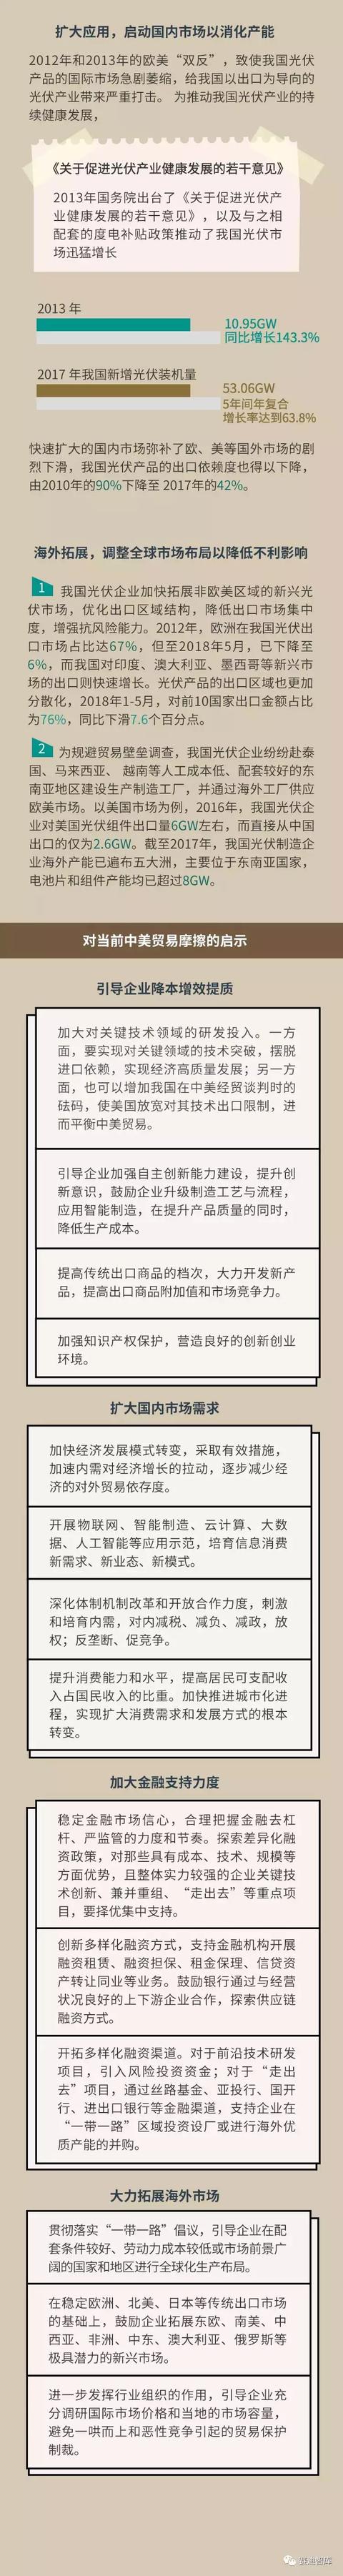 扩大应用，启动国内市场以消化产能
2012年和2013年的欧美“双反”，致使我国光伏
产品的国际市场急剧萎缩，给我国以出口为导向的
光伏产业带来严重打击。 为推动我国光伏产业的持
续健康发展，
《关于促进光伏产业健康发展的若干意见》
2013年国务院出台了《关于促进光伏产
业健康发展的若干意见》，以及与之相
配套的度电补贴政策推动了我国光伏市
场迅猛增长
2013 年
10.95GW
同比增长143.3%
2017 年我国新增光伏装机量
53.06GW
5年间年复合
增长率达到63.8%
快速扩大的国内市场弥补了欧、美等国外市场的剧
烈下滑，我国光伏产品的出口依赖度也得以下降，
由2010年的90%下降至 2017年的42%。
海外拓展，调整全球市场布局以降低不利影响
1 我国光伏企业加快拓展非欧美区域的新兴光
伏市场，优化出口区域结构，降低出口市场集中
度，增强抗风险能力。2012年，欧洲在我国光伏出
口市场占比达67%，但至2018年5月，已下降至
6%，而我国对印度、澳大利亚、墨西哥等新兴市
场的出口则快速增长。光伏产品的出口区域也更加
分散化，2018年1-5月，对前10国家出口金额占比
为76%，同比下滑7.6个百分点。
2 为规避贸易壁垒调查，我国光伏企业纷纷赴泰
国、马来西亚、 越南等人工成本低、配套较好的东
南亚地区建设生产制造工厂，并通过海外工厂供应
欧美市场。以美国市场为例，2016年，我国光伏企
业对美国光伏组件出口量6GW左右，而直接从中国
出口的仅为2.6GW。截至2017年，我国光伏制造企
业海外产能已遍布五大洲，主要位于东南亚国家，
电池片和组件产能均已超过8GW。
对当前中美贸易摩擦的启示
引导企业降本增效提质
加大对关键技术领域的研发投入。一方
面，要实现对关键领域的技术突破，摆脱
进口依赖，实现经济高质量发展；另一方
面，也可以增加我国在中美经贸谈判时的
砝码，使美国放宽对其技术出口限制，进
而平衡中美贸易。
引导企业加强自主创新能力建设，提升创
新意识，鼓励企业升级制造工艺与流程，
应用智能制造，在提升产品质量的同时，
降低生产成本。
提高传统出口商品的档次，大力开发新产
品，提高出口商品附加值和市场竞争力。
加强知识产权保护，营造良好的创新创业
环境。
扩大国内市场需求
加快经济发展模式转变，采取有效措施，
加速内需对经济增长的拉动，逐步减少经
济的对外贸易依存度。
开展物联网、智能制造、云计算、大数
据、人工智能等应用示范，培育信息消费
新需求、新业态、新模式。
深化体制机制改革和开放合作力度，刺激
和培育内需，对内减税、减负、减政，放
权；反垄断、促竞争。
提升消费能力和水平，提高居民可支配收
入占国民收入的比重。加快推进城市化进
程，实现扩大消费需求和发展方式的根本
转变。
加大金融支持力度
稳定金融市场信心，合理把握金融去杠
杆、严监管的力度和节奏。探索差异化融
资政策，对那些具有成本、技术、规模等
方面优势，且整体实力较强的企业关键技
术创新、兼并重组、“走出去”等重点项
目，要择优集中支持。
创新多样化融资方式，支持金融机构开展
融资租赁、融资担保、租金保理、信贷资
产转让同业等业务。鼓励银行通过与经营
状况良好的上下游企业合作，探索供应链
融资方式。
开拓多样化融资渠道。对于前沿技术研发
项目，引入风险投资资金；对于“走出
去”项目，通过丝路基金、亚投行、国开
行、进出口银行等金融渠道，支持企业在
“一带一路”区域投资设厂或进行海外优
质产能的并购。
大力拓展海外市场
贯彻落实“一带一路”倡议，引导企业在配
套条件较好、劳动力成本较低或市场前景广
阔的国家和地区进行全球化生产布局。
在稳定欧洲、北美、日本等传统出口市场
的基础上，鼓励企业拓展东欧、南美、中
西亚、非洲、中东、澳大利亚、俄罗斯等
极具潜力的新兴市场。
进一步发挥行业组织的作用，引导企业充
分调研国际市场价格和当地的市场容量，
避免一哄而上和恶性竞争引起的贸易保护
制裁。
赛迪智库